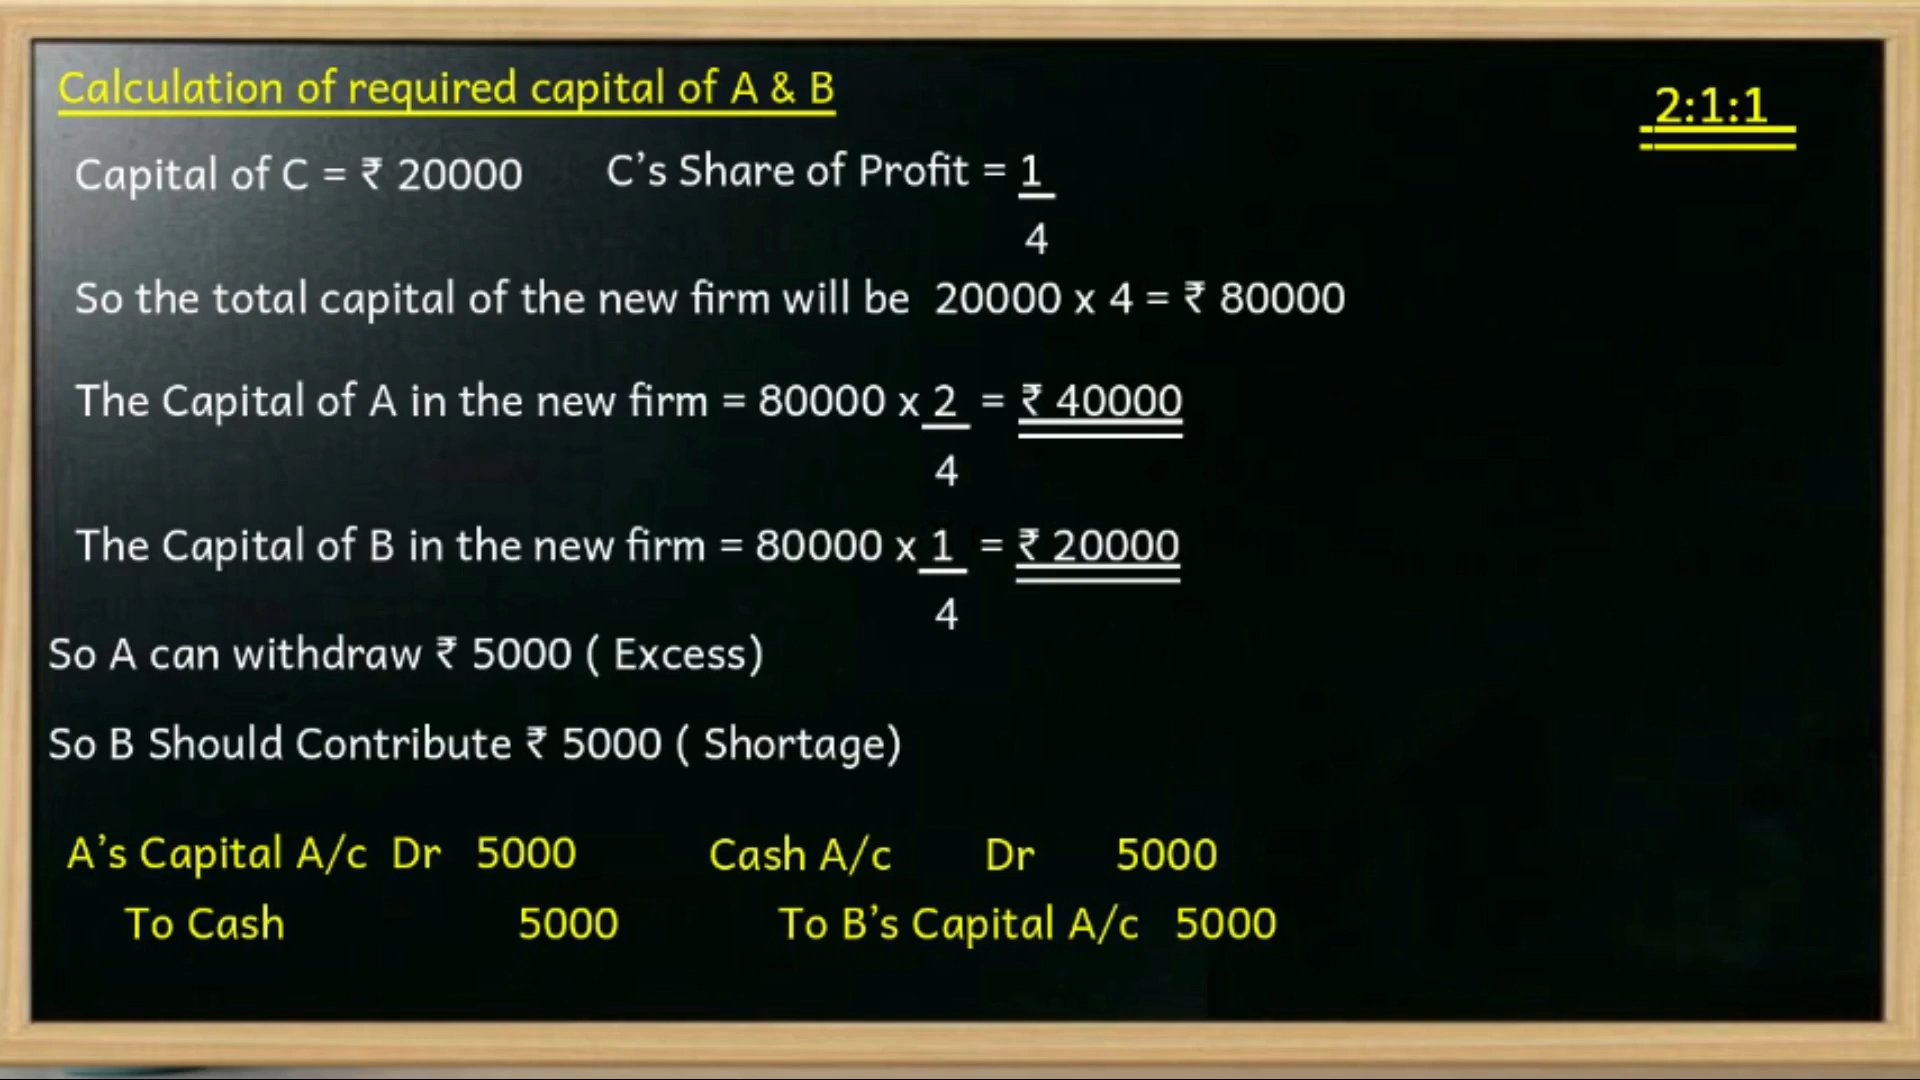 Calculation of required capital of A & B
2:1:1
Capital of C = ₹ 20000 C’s Share of Profit = 1
4
So the total capital of the new firm will be 20000 x 4 = ₹ 80000
The Capital of A in the new firm = 80000 x 2 = ₹ 40000
4
The Capital of B in the new firm = 80000 x 1 = ₹ 20000
4
So A can withdraw ₹ 5000 ( Excess)
So B Should Contribute ₹ 5000 ( Shortage)
A’s Capital A/c Dr 5000 Cash A/c Dr 5000
To Cash 5000 To B’s Capital A/c 5000